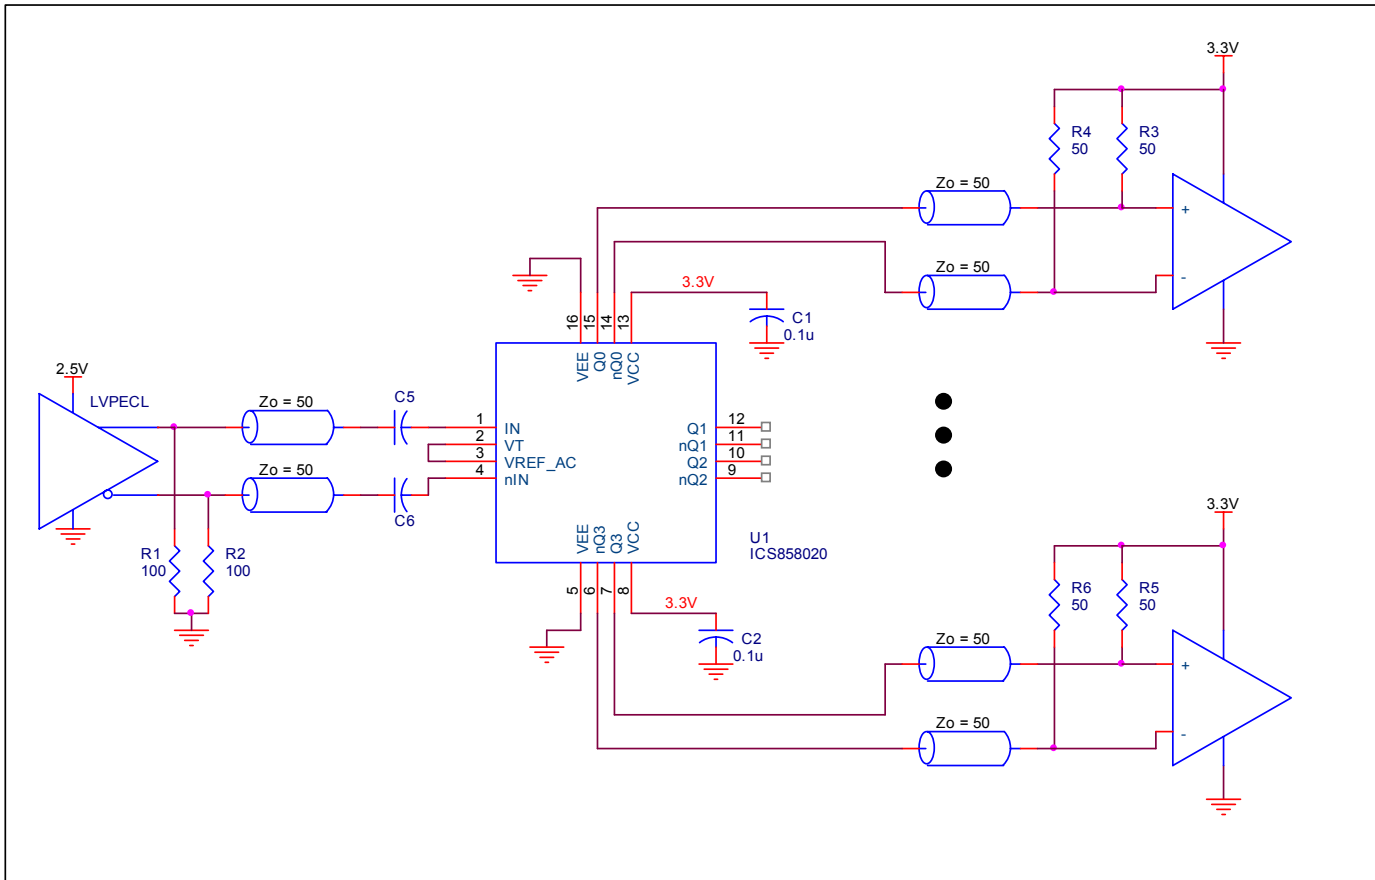 3.3V
R4
50
R3
50
Zo = 50
+
Zo = 50
-
3.3V
C1
0.1u
16
15
14
13
VEE
Q0
nQ0
VCC
2.5V
LVPECL
Zo = 50
C5
1
IN
2
VT
3
VREF_AC
4
nIN
Q1
12
nQ1
11
Q2
10
nQ2
9
Zo = 50
C6
R1
100
R2
100
VEE
nQ3
Q3
VCC
5
6
7
8
U1
ICS858020
3.3V
C2
0.1u
3.3V
R6
50
R5
50
Zo = 50
+
Zo = 50
-